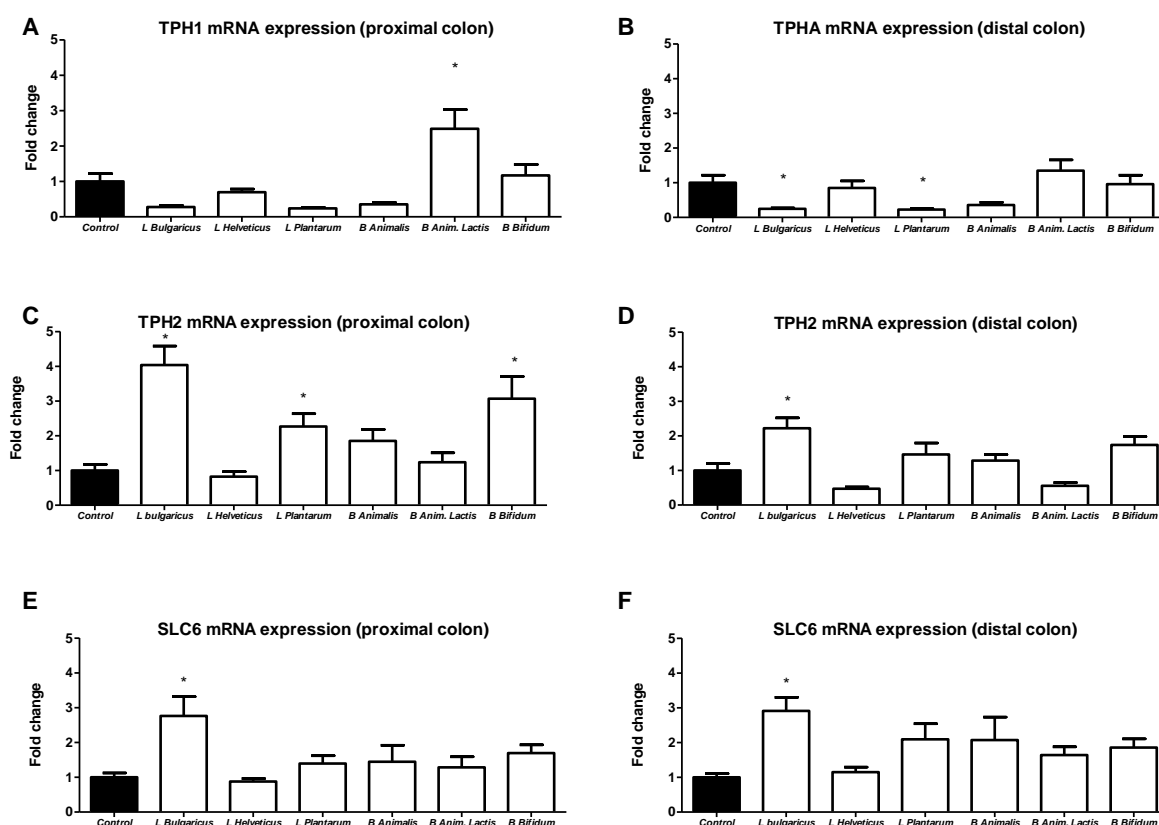 A
TPH1 mRNA expression (proximal colon)
Fold change
5
4
3
2
1
0
*
Control L Bulgaricus L Helveticus L Plantarum B Animalis B Anim. Lactis B Bifidum
B
TPHA mRNA expression (distal colon)
Fold change
5
4
3
2
1
0
* *
Control L Bulgaricus L Helveticus L Plantarum B Animalis B Anim. Lactis B Bifidum
C
TPH2 mRNA expression (proximal colon)
Fold change
5
4
3
2
1
0
* * *
Control L bulgaricus L Helveticus L Plantarum B Animalis B Anim. Lactis B Bifidum
D
TPH2 mRNA expression (distal colon)
Fold change
5
4
3
2
1
0
*
Control L bulgaricus L Helveticus L Plantarum B Animalis B Anim. Lactis B Bifidum
E
SLC6 mRNA expression (proximal colon)
Fold change
5
4
3
2
1
0
*
Control L Bulgaricus L Helveticus L Plantarum B Animalis B Anim. Lactis B Bifidum
F
SLC6 mRNA expression (distal colon)
Fold change
5
4
3
2
1
0
*
Control L bulgaricus L Helveticus L Plantarum B Animalis B Anim. Lactis B Bifidum